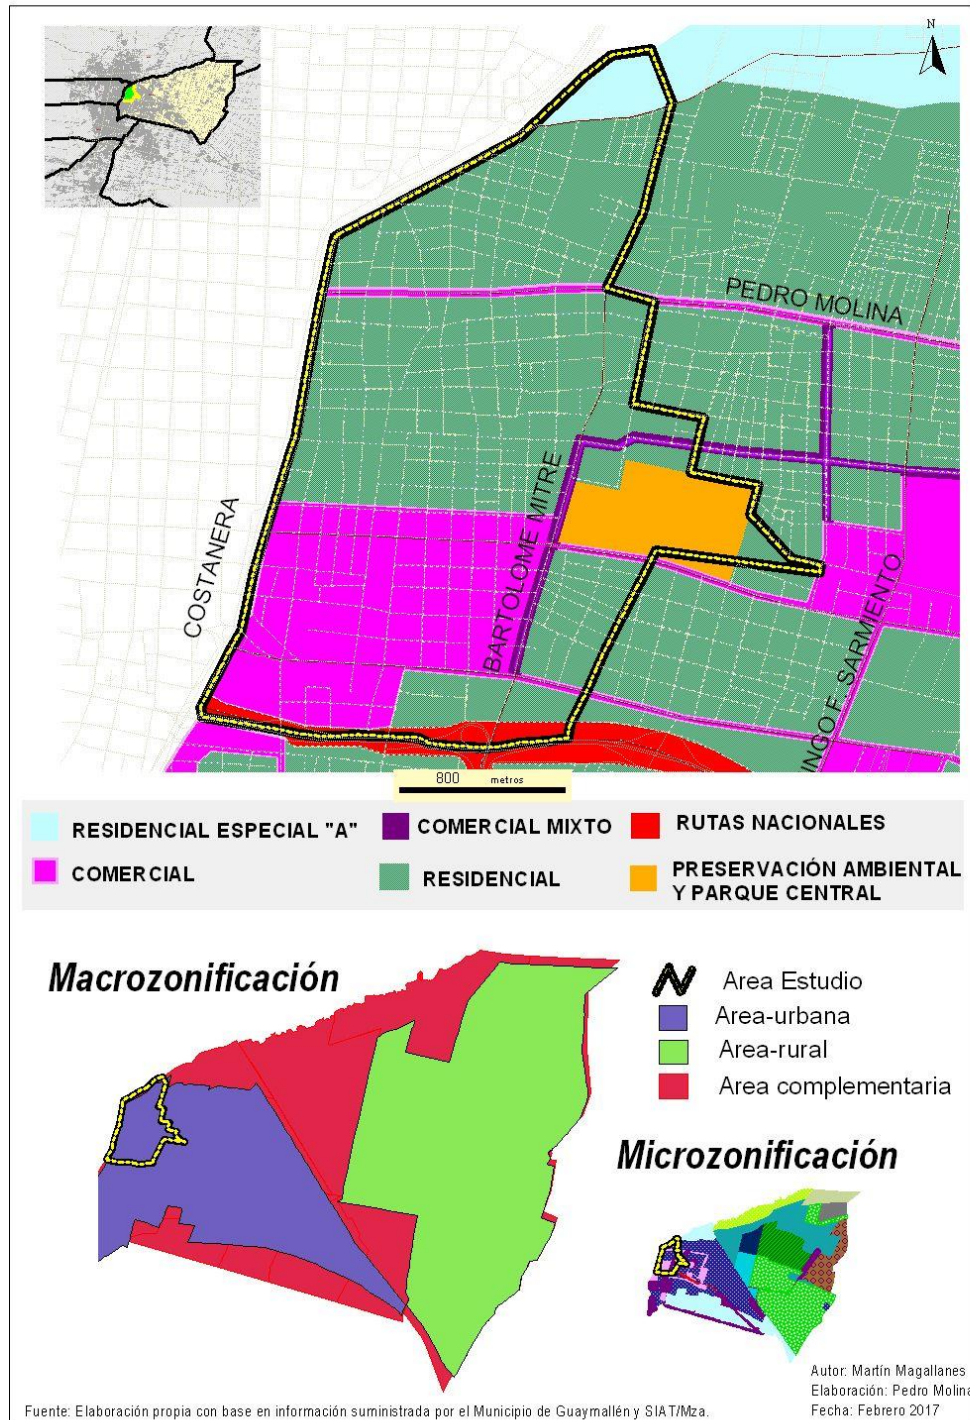 N
PEDRO MOLINA
COSTANERA
BARTOLOME MITRE
INGO F. SARMIENTO
800 metros
RESIDENCIAL ESPECIAL "A"
COMERCIAL MIXTO
RUTAS NACIONALES
COMERCIAL
RESIDENCIAL
PRESERVACIÓN AMBIENTAL
Y PARQUE CENTRAL
Macrozonificación
Area Estudio
Area-urbana
Area-rural
Area complementaria
Microzonificación
Autor: Martín Magallanes
Elaboración: Pedro Molina
Fecha: Febrero 2017
Fuente: Elaboración propia con base en información suministrada por el Municipio de Guaymallén y SIAT/Mza.